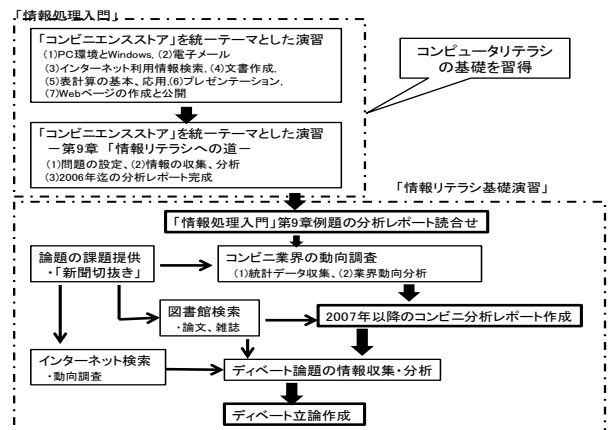 「情報処理入門」
「コンビニエンスストア」を統一テーマとした演習
(1)PC環境とWindows, (2)電子メール
(3)インターネット利用情報検索, (4)文書作成,
(5)表計算の基本、応用,(6)プレゼンテーション,
(7)Webページの作成と公開
コンピュータリテラシ
の基礎を習得
「コンビニエンスストア」を統一テーマとした演習
－第9章 「情報リテラシへの道－
(1)問題の設定、(2)情報の収集、分析
(3)2006年迄の分析レポート完成
「情報リテラシ基礎演習」
「情報処理入門」第9章例題の分析レポート読合せ
論題の課題提供
・「新聞切抜き」
コンビニ業界の動向調査
(1)統計データ収集、(2)業界動向分析
図書館検索
・論文、雑誌
2007年以降のコンビニ分析レポート作成
インターネット検索
・動向調査
ディベート論題の情報収集・分析
ディベート立論作成